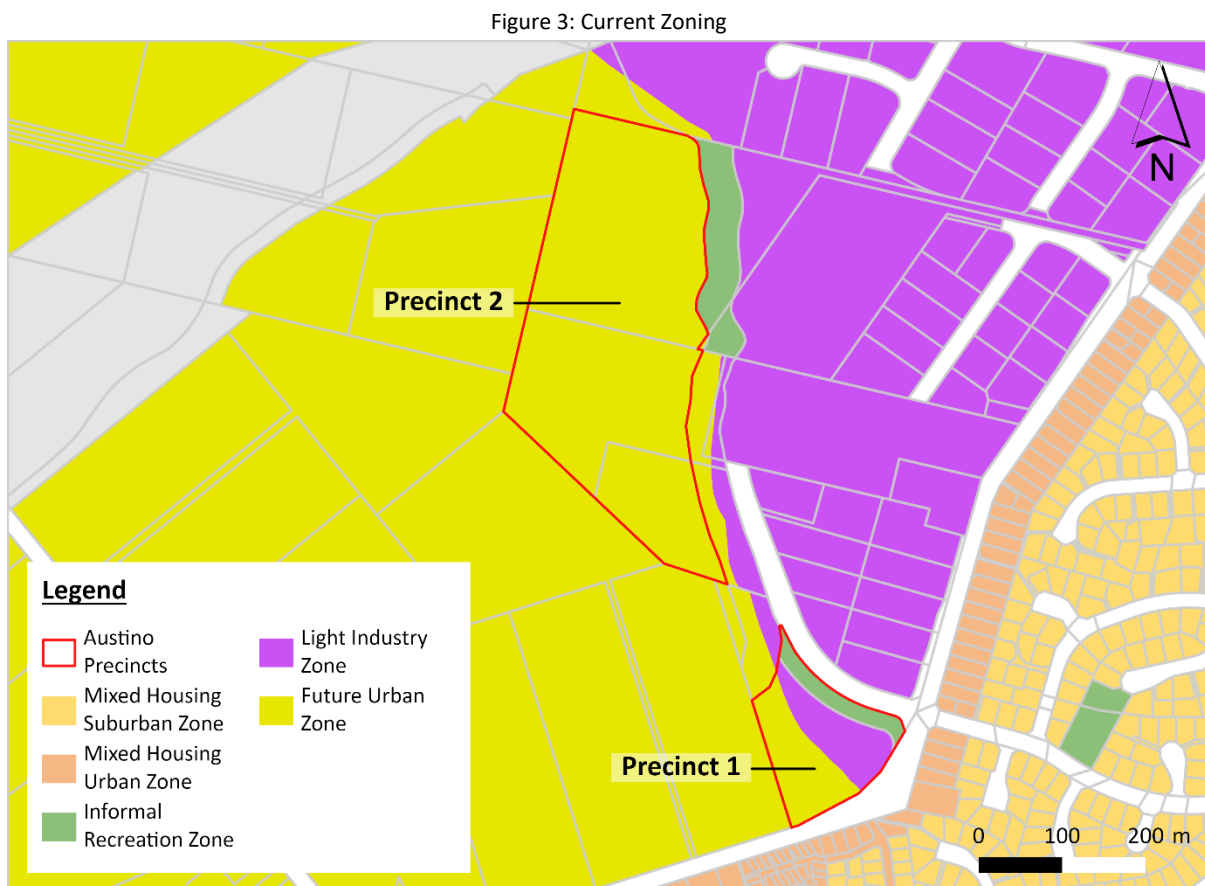 Figure 3: Current Zoning
N
Precinct 2
Precinct 1
Legend
Austino
Precincts
Mixed Housing
Suburban Zone
Mixed Housing
Urban Zone
Informal
Recreation Zone
Light Industry
Zone
Future Urban
Zone
0 100 200 m